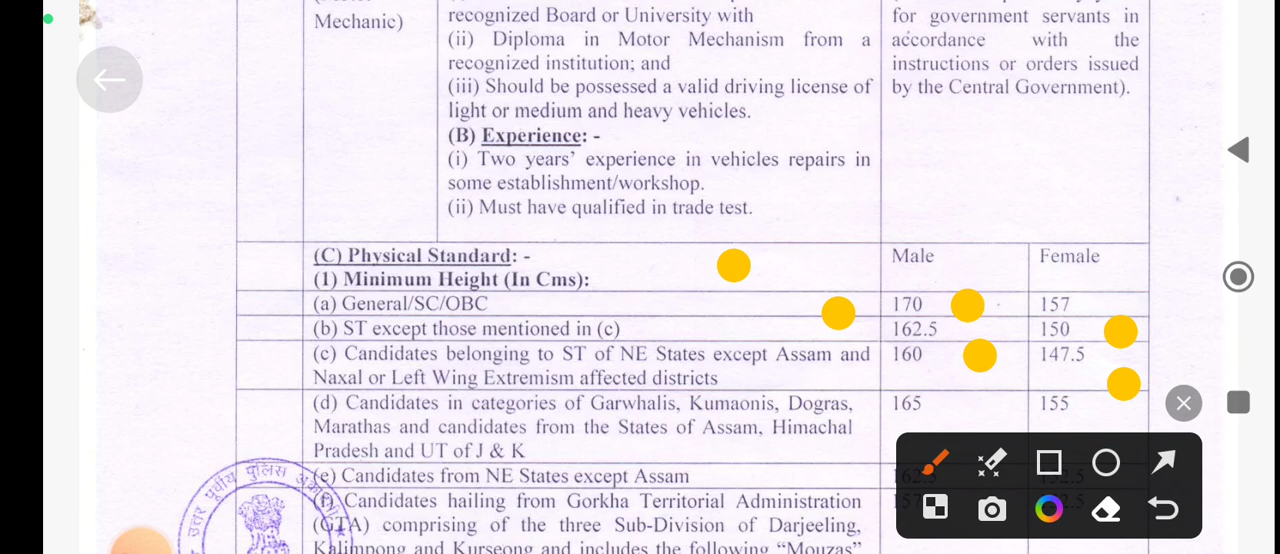 Mechanic)
recognized Board or University with
(ii) Diploma in Motor Mechanism from a
recognized institution; and
(iii) Should be possessed a valid driving license of
light or medium and heavy vehicles.
(B) Experience: -
(i) Two years' experience in vehicles repairs in
some establishment/workshop.
(ii) Must have qualified in trade test.
for government servants in
accordance with the
instructions or orders issued
by the Central Government).
(C) Physical Standard: - Male Female
(1) Minimum Height (In Cms):
(a) General/SC/OBC 170 157
(b) ST except those mentioned in (c) 162.5 150
(c) Candidates belonging to ST of NE States except Assam and 160 147.5
Naxal or Left Wing Extremism affected districts
(d) Candidates in categories of Garwhalis, Kumaonis, Dogras, 165 155
Marathas and candidates from the States of Assam, Himachal
Pradesh and UT of J & K
(e) Candidates from NE States except Assam
(f) Candidates hailing from Gorkha Territorial Administration
(GTA) comprising of the three Sub-Division of Darjeeling,
Kalimpong and Kurseong and includes the following "Mouzas"
उत्तर पूर्वीय पुलिस